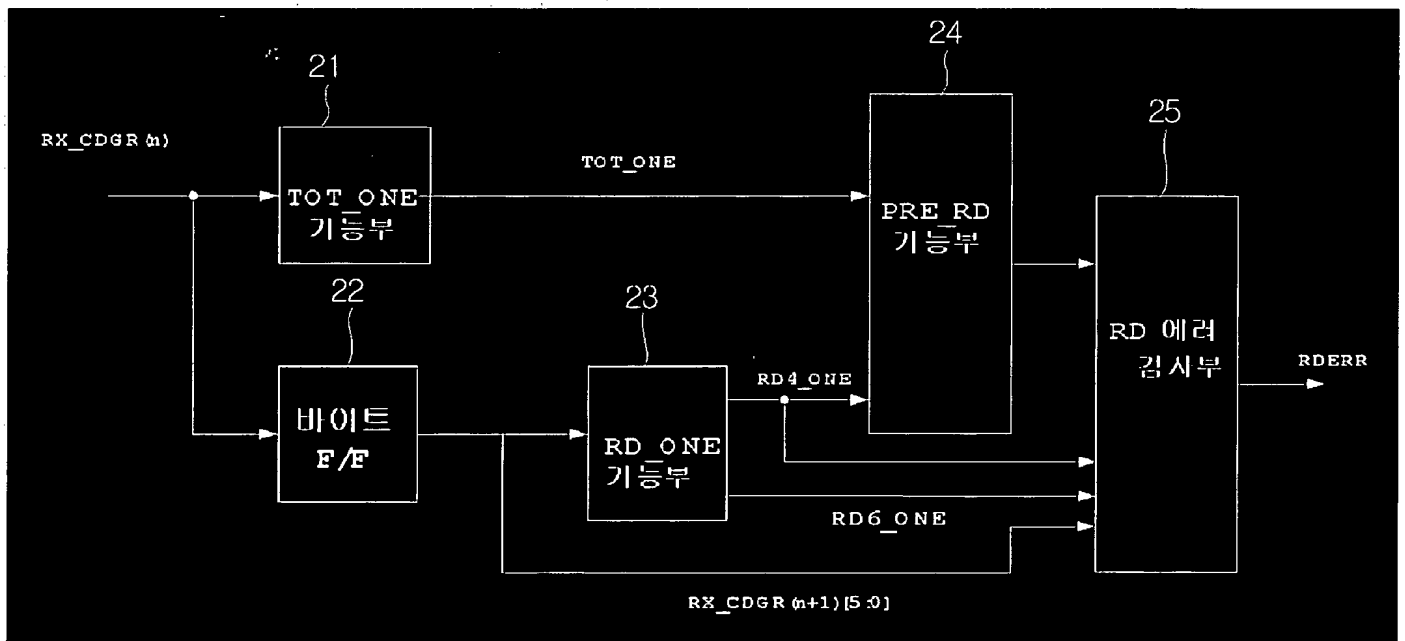 24
21
25
RX_CDGR(n)
TOT_ONE
TOT_ONE
기능부
PRE_RD
기능부
22
23
RD 에러
검사부
RD4_ONE
RDERR
바이트
F/F
RD_ONE
기능부
RD6_ONE
RX_CDGR(n+1)[5:0]